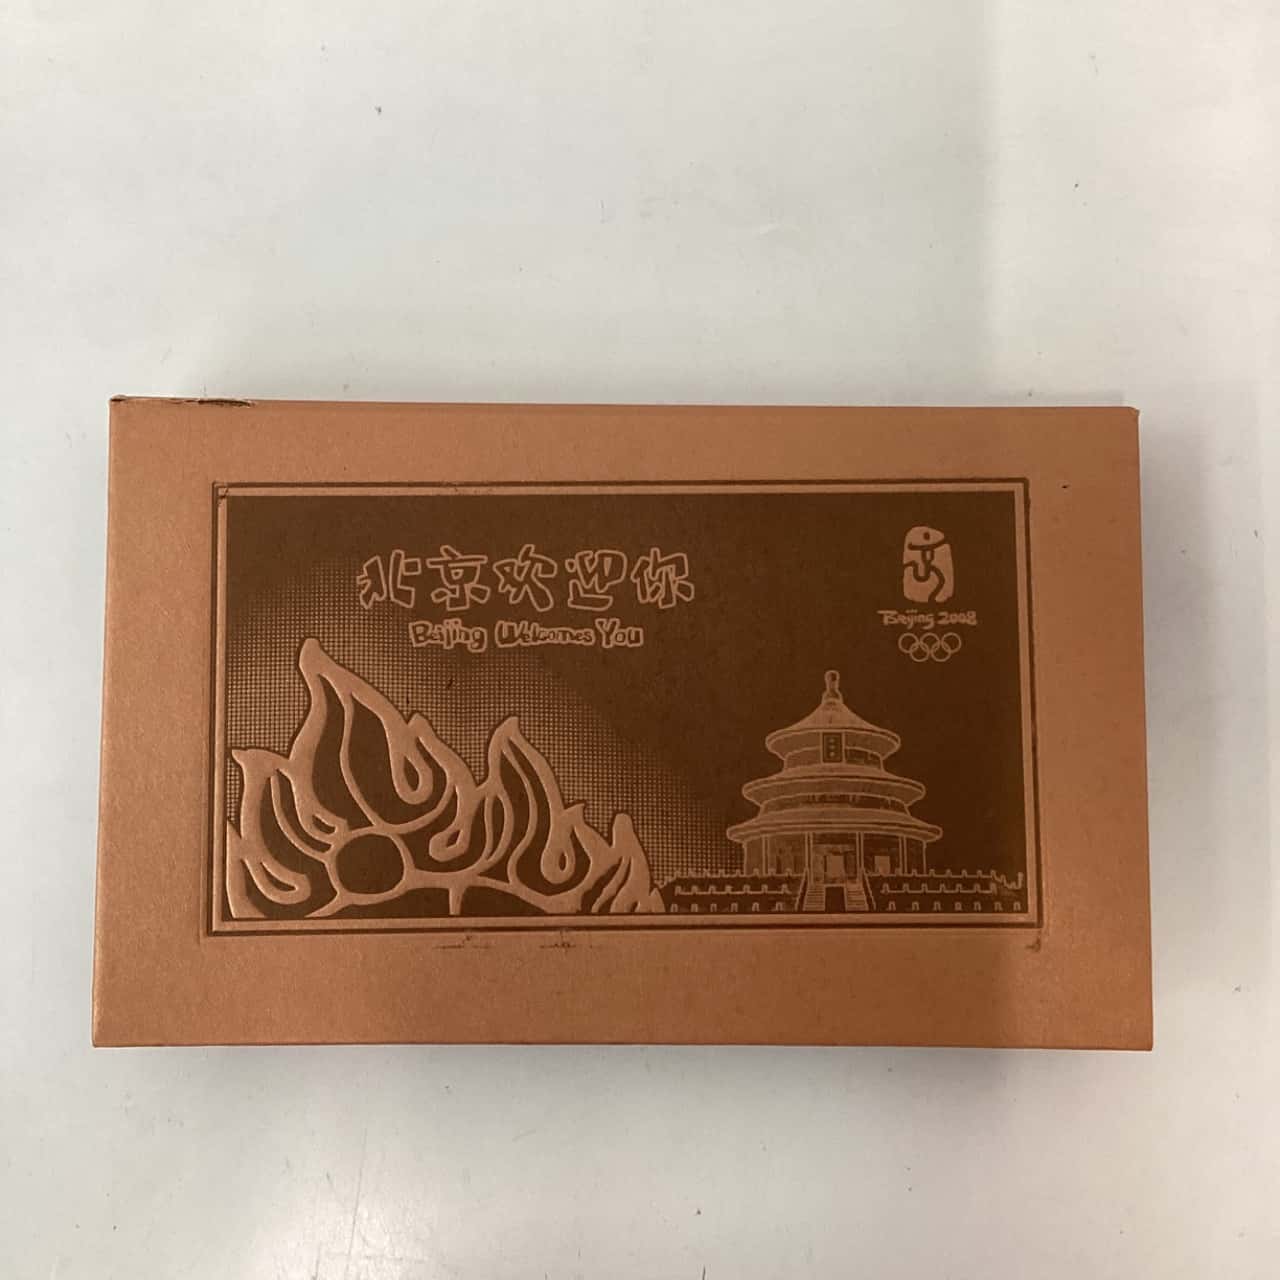 北京欢迎你
Beijing Welcomes You
Beijing 2008